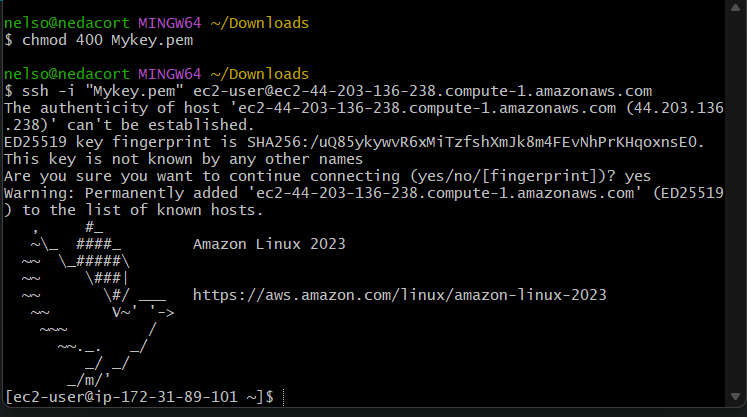 nelso@nedacort MINGW64 ~/Downloads
$ chmod 400 Mykey.pem

nelso@nedacort MINGW64 ~/Downloads
$ ssh -i "Mykey.pem" ec2-user@ec2-44-203-136-238.compute-1.amazonaws.com
The authenticity of host 'ec2-44-203-136-238.compute-1.amazonaws.com (44.203.136
.238)' can't be established.
ED25519 key fingerprint is SHA256:/uQ85ykywvR6xMiTzfshXmJk8m4FEvNhPrKHqoxnsE0.
This key is not known by any other names
Are you sure you want to continue connecting (yes/no/[fingerprint])? yes
Warning: Permanently added 'ec2-44-203-136-238.compute-1.amazonaws.com' (ED25519
) to the list of known hosts.
   ,     #_
   ~\_  ####_        Amazon Linux 2023
  ~~  \_#####\
  ~~     \###|
  ~~       \#/ ___   https://aws.amazon.com/linux/amazon-linux-2023
   ~~       V~' '->
    ~~~         /
      ~~._.   _/
         _/ _/
       _/m/'
[ec2-user@ip-172-31-89-101 ~]$